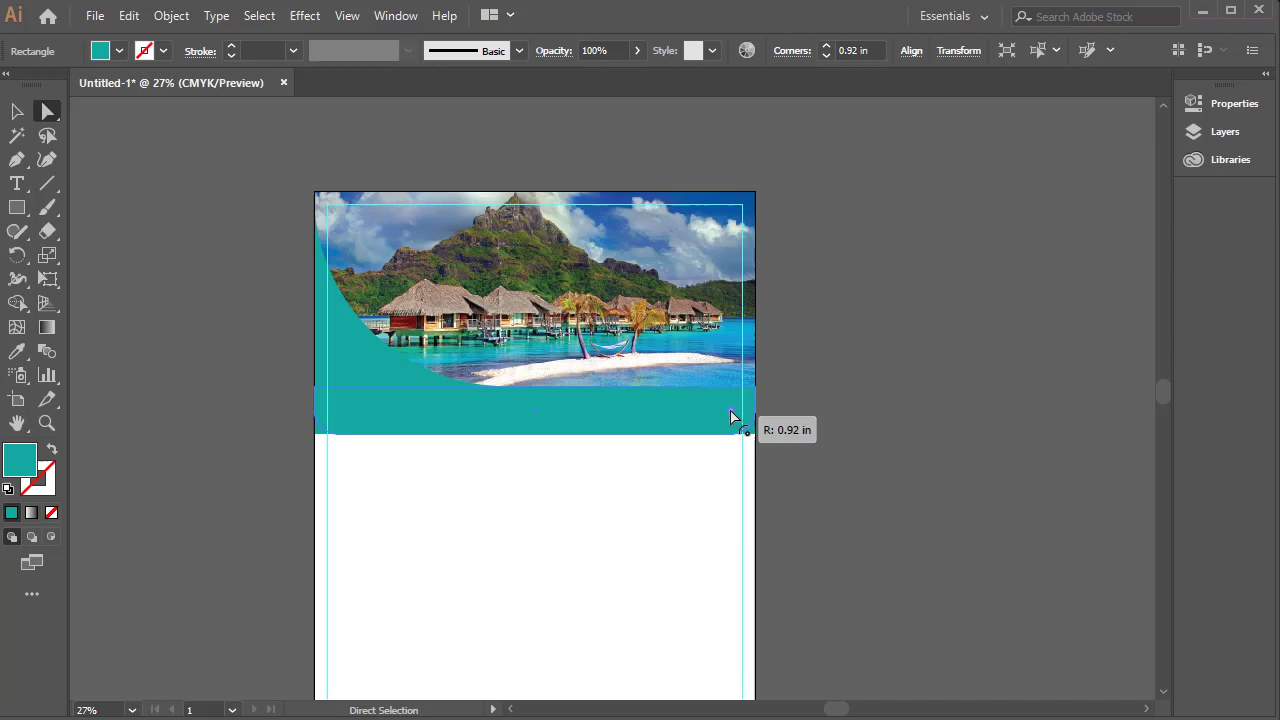 Ai File Edit Object Type Select Effect View Window Help Essentials Search Adobe Stock
Rectangle Stroke: Basic Opacity: 100% Style: Corners: 0.92 in Align Transform
Untitled-1* @ 27% (CMYK/Preview)
Properties
Layers
Libraries
R: 0.92 in
27% 1 Direct Selection